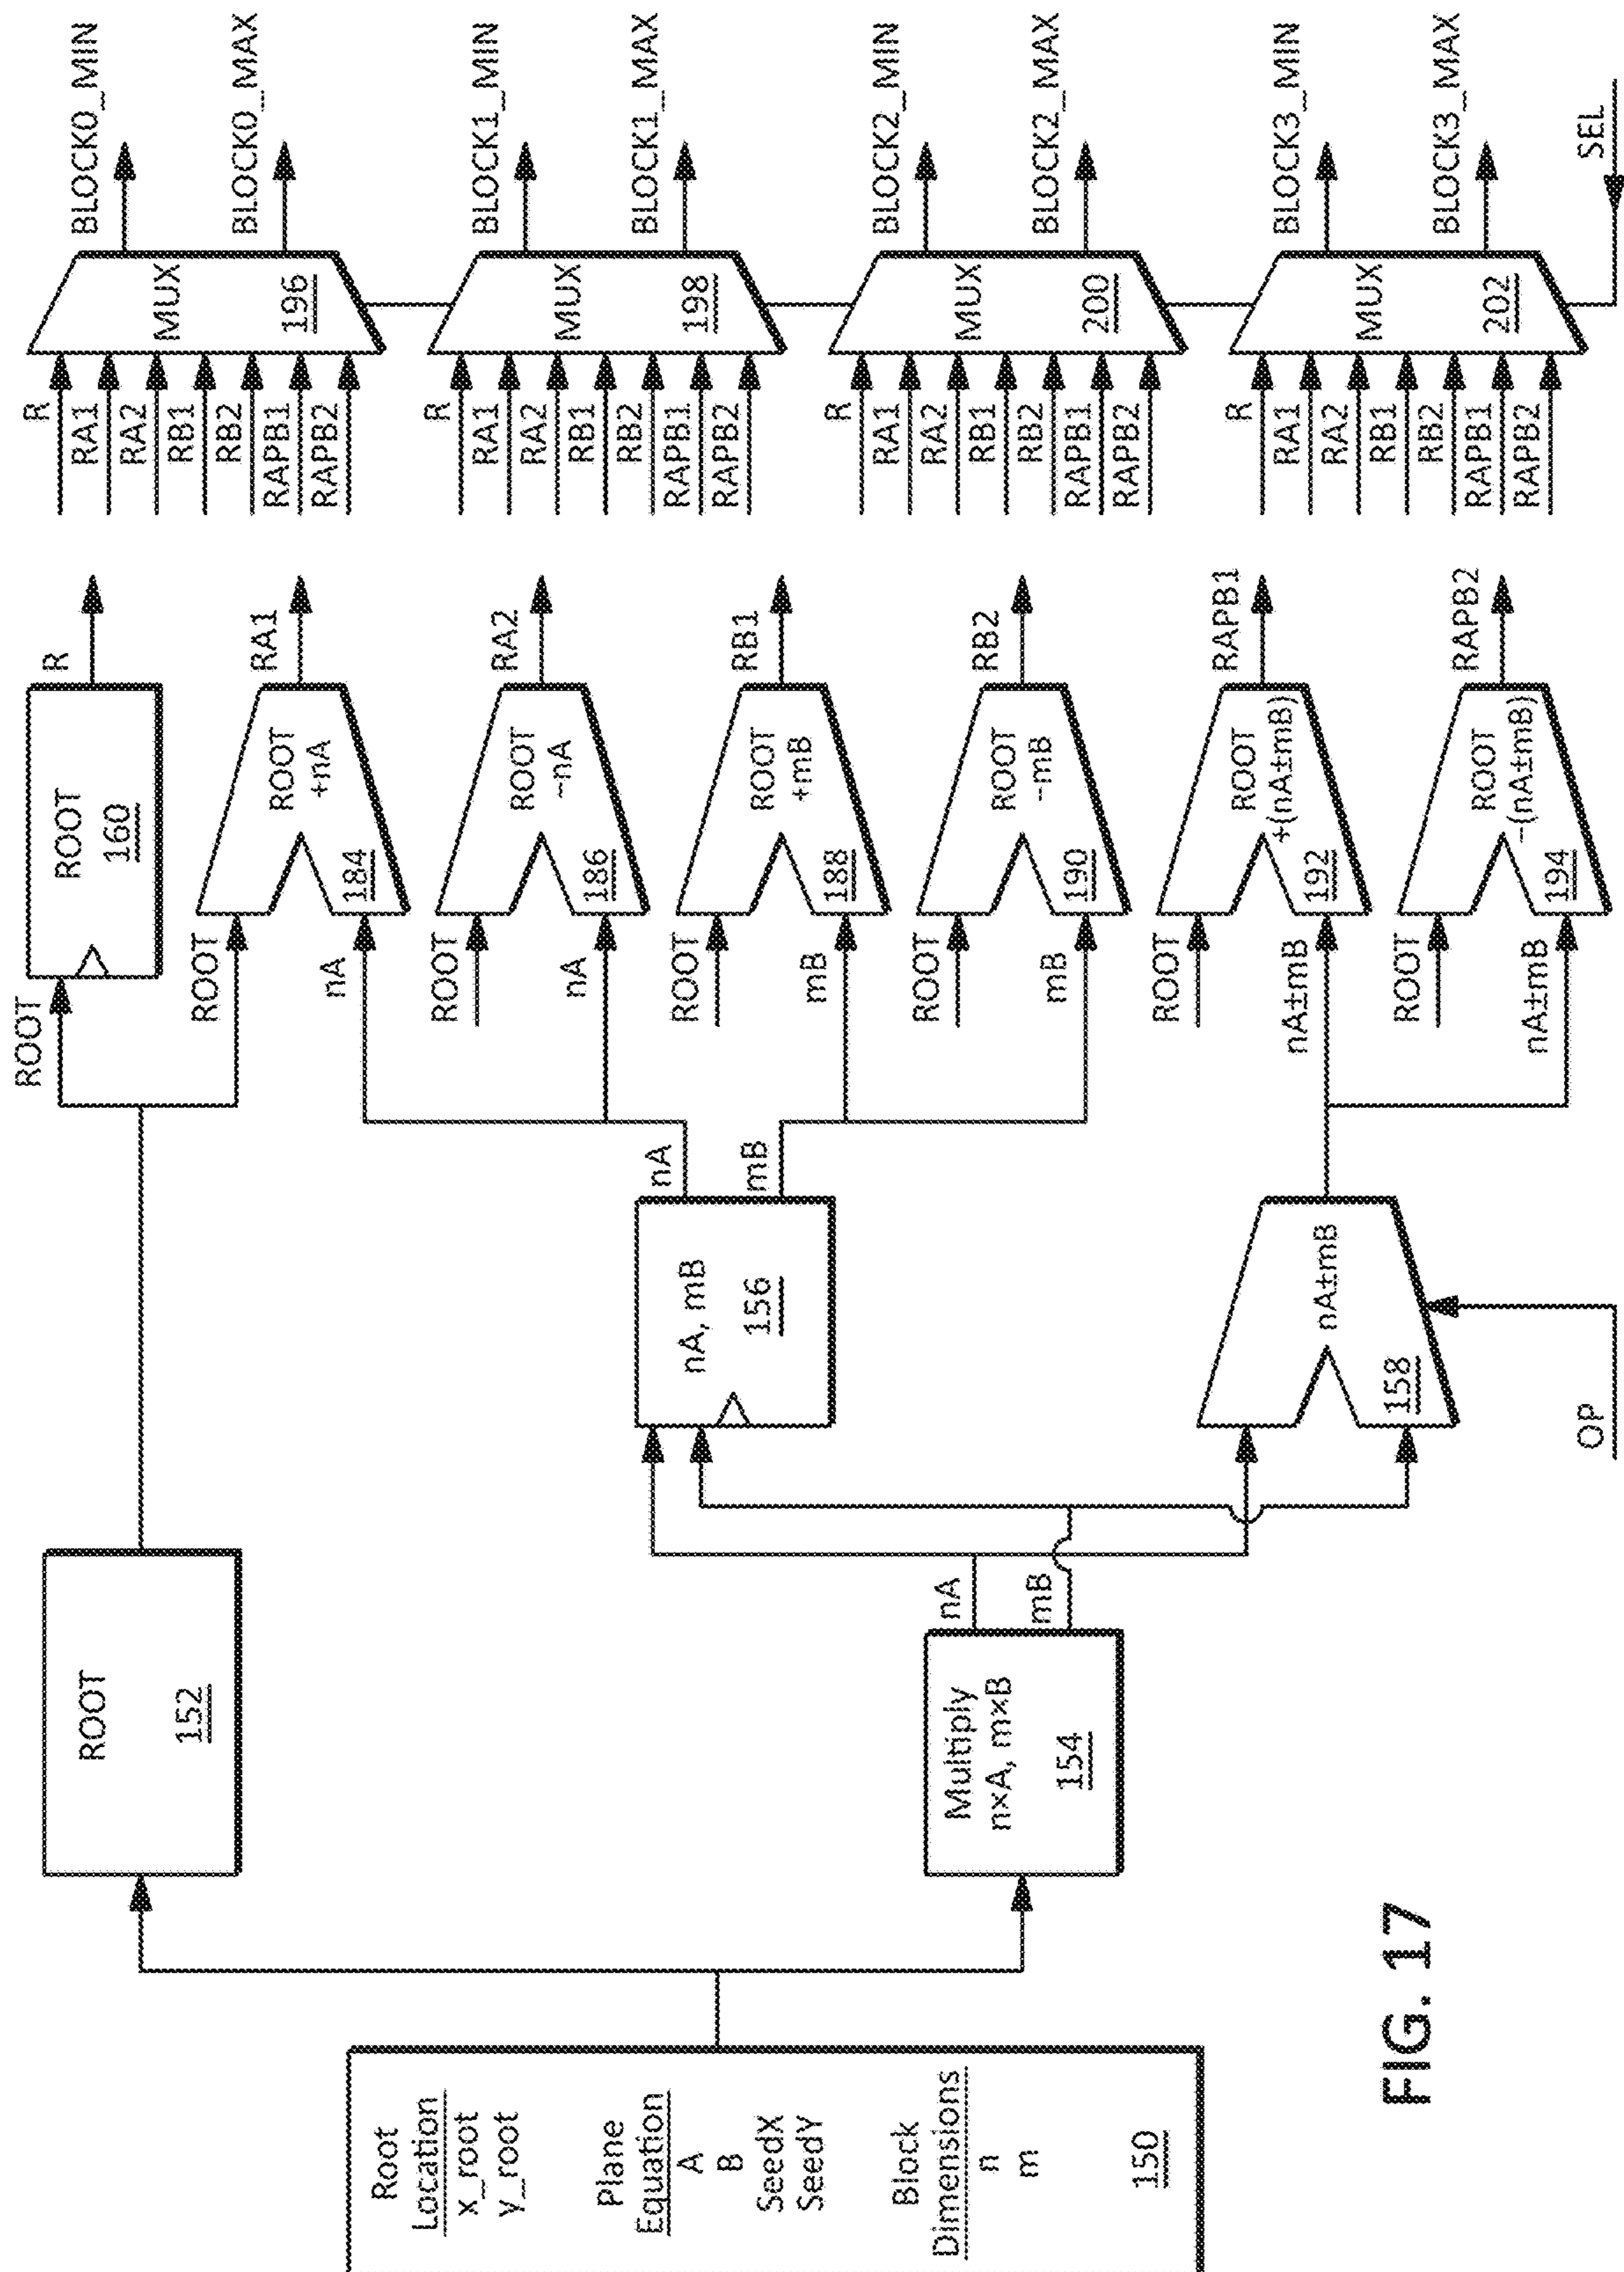 Root
Location
x_root
y_root
Plane
Equation
A
B
SeedX
SeedY
Block
Dimensions
n
m
150
ROOT
152
Multiply
n×A, m×B
154
nA
mB
nA, mB
156
nA
mB
nA±mB
158
OP
ROOT
ROOT
160
R
ROOT
nA
ROOT
+nA
184
RA1
ROOT
nA
ROOT
−nA
186
RA2
ROOT
mB
ROOT
+mB
188
RB1
ROOT
mB
ROOT
−mB
190
RB2
ROOT
nA±mB
ROOT
+(nA±mB)
192
RAPB1
ROOT
nA±mB
ROOT
−(nA±mB)
194
RAPB2
R
RA1
RA2
RB1
RB2
RAPB1
RAPB2
MUX
196
BLOCK0_MIN
BLOCK0_MAX
R
RA1
RA2
RB1
RB2
RAPB1
RAPB2
MUX
198
BLOCK1_MIN
BLOCK1_MAX
R
RA1
RA2
RB1
RB2
RAPB1
RAPB2
MUX
200
BLOCK2_MIN
BLOCK2_MAX
R
RA1
RA2
RB1
RB2
RAPB1
RAPB2
MUX
202
BLOCK3_MIN
BLOCK3_MAX
SEL
FIG. 17